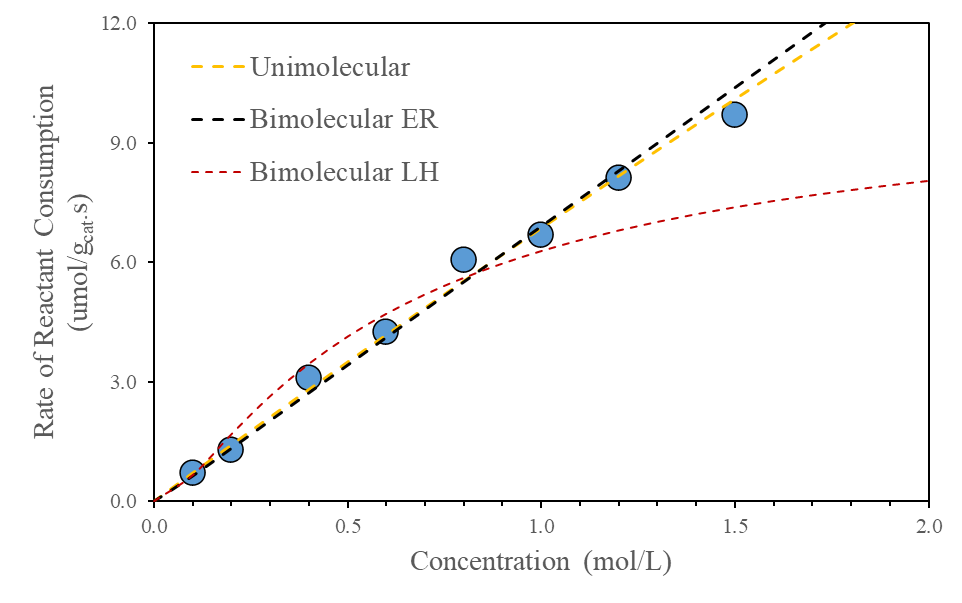 12.0
9.0
6.0
3.0
0.0
Rate of Reactant Consumption
(umol/gcat·s)
Unimolecular
Bimolecular ER
Bimolecular LH
0.0 0.5 1.0 1.5 2.0
Concentration (mol/L)